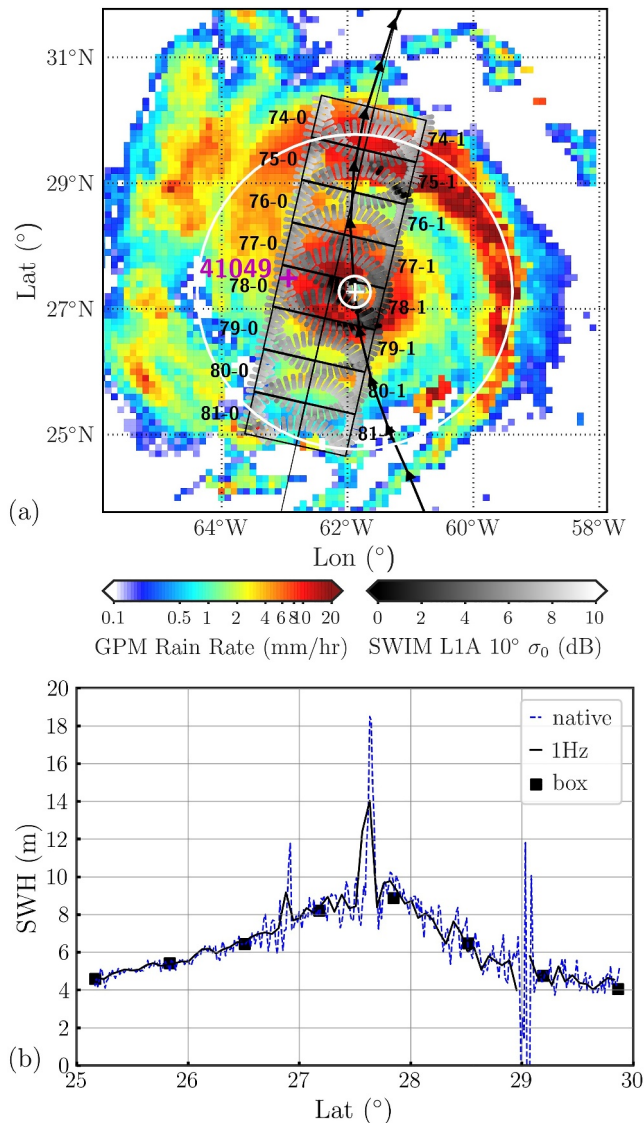 31°N
29°N
27°N
25°N
Lat (°)
74-0
74-1
75-0
75-1
76-0
76-1
77-0
77-1
41049
78-0
78-1
79-0
79-1
80-0
80-1
81-0
81-1
(a)
64°W 62°W 60°W 58°W
Lon (°)
0.1 0.5 1 2 4 6 8 10 20
GPM Rain Rate (mm/hr)
0 2 4 6 8 10
SWIM L1A 10° σ0 (dB)
20
18
16
14
12
10
8
6
4
2
0
SWH (m)
native
1Hz
box
(b)
25 26 27 28 29 30
Lat (°)